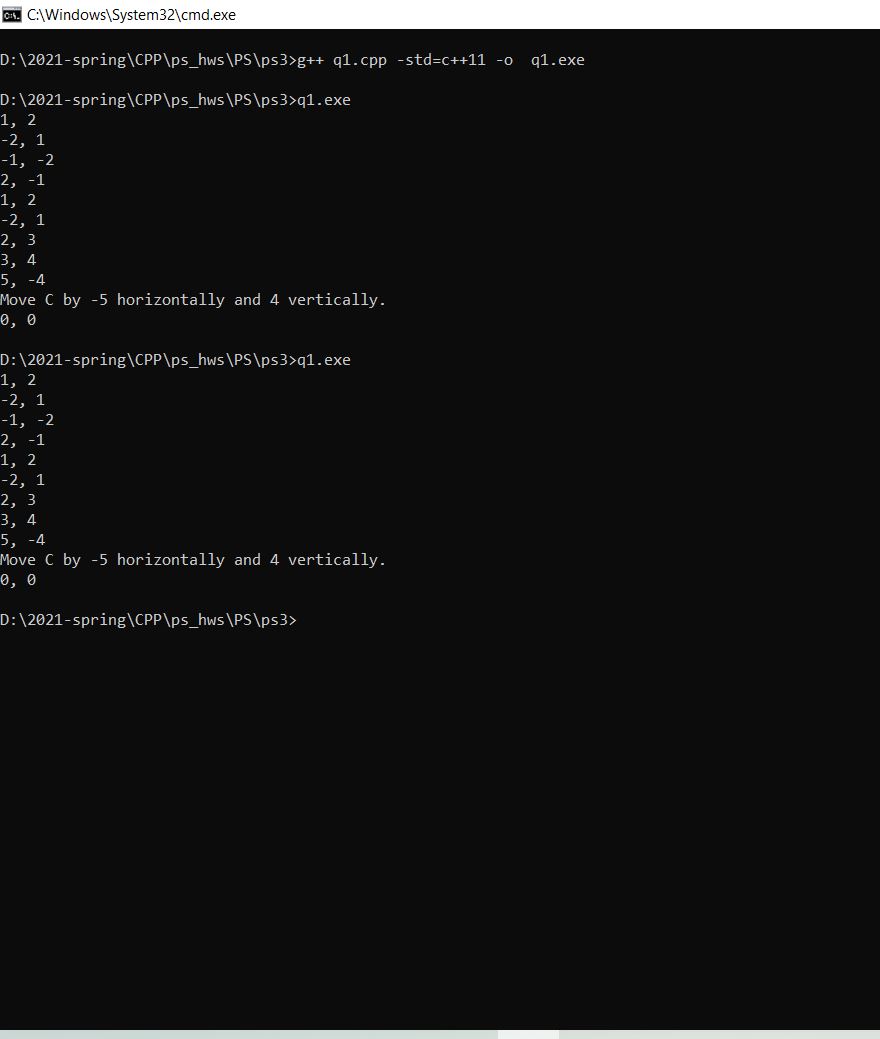 C:\Windows\System32\cmd.exe
D:\2021-spring\CPP\ps_hws\PS\ps3>g++ q1.cpp -std=c++11 -o  q1.exe
D:\2021-spring\CPP\ps_hws\PS\ps3>q1.exe
1, 2
-2, 1
-1, -2
2, -1
1, 2
-2, 1
2, 3
3, 4
5, -4
Move C by -5 horizontally and 4 vertically.
0, 0
D:\2021-spring\CPP\ps_hws\PS\ps3>q1.exe
1, 2
-2, 1
-1, -2
2, -1
1, 2
-2, 1
2, 3
3, 4
5, -4
Move C by -5 horizontally and 4 vertically.
0, 0
D:\2021-spring\CPP\ps_hws\PS\ps3>